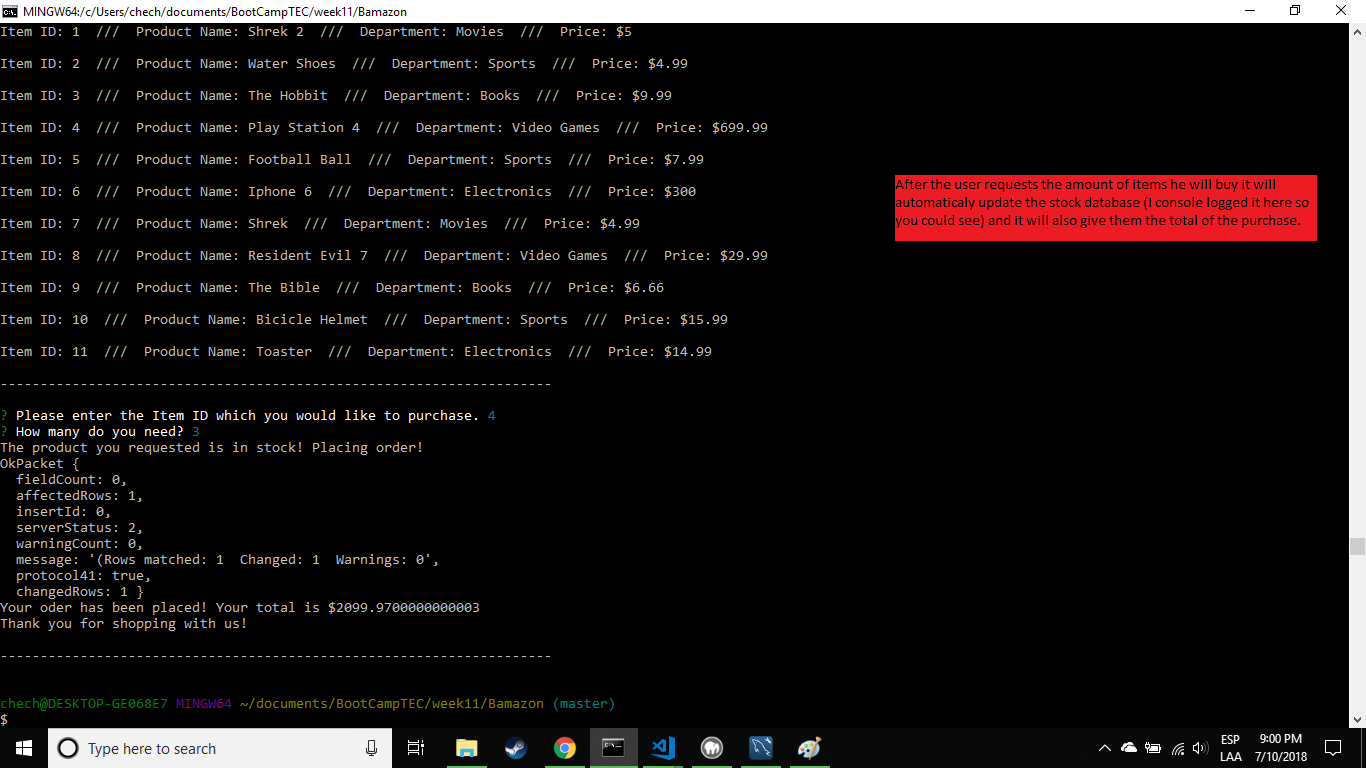 MINGW64:/c/Users/chech/documents/BootCampTEC/week11/Bamazon
Item ID: 1  ///  Product Name: Shrek 2  ///  Department: Movies  ///  Price: $5
Item ID: 2  ///  Product Name: Water Shoes  ///  Department: Sports  ///  Price: $4.99
Item ID: 3  ///  Product Name: The Hobbit  ///  Department: Books  ///  Price: $9.99
Item ID: 4  ///  Product Name: Play Station 4  ///  Department: Video Games  ///  Price: $699.99
Item ID: 5  ///  Product Name: Football Ball  ///  Department: Sports  ///  Price: $7.99
Item ID: 6  ///  Product Name: Iphone 6  ///  Department: Electronics  ///  Price: $300
Item ID: 7  ///  Product Name: Shrek  ///  Department: Movies  ///  Price: $4.99
Item ID: 8  ///  Product Name: Resident Evil 7  ///  Department: Video Games  ///  Price: $29.99
Item ID: 9  ///  Product Name: The Bible  ///  Department: Books  ///  Price: $6.66
Item ID: 10  ///  Product Name: Bicicle Helmet  ///  Department: Sports  ///  Price: $15.99
Item ID: 11  ///  Product Name: Toaster  ///  Department: Electronics  ///  Price: $14.99
---------------------------------------------------------------------
? Please enter the Item ID which you would like to purchase. 4
? How many do you need? 3
The product you requested is in stock! Placing order!
OkPacket {
  fieldCount: 0,
  affectedRows: 1,
  insertId: 0,
  serverStatus: 2,
  warningCount: 0,
  message: '(Rows matched: 1  Changed: 1  Warnings: 0',
  protocol41: true,
  changedRows: 1 }
Your oder has been placed! Your total is $2099.9700000000003
Thank you for shopping with us!
---------------------------------------------------------------------
chech@DESKTOP-GE068E7 MINGW64 ~/documents/BootCampTEC/week11/Bamazon (master)
$
After the user requests the amount of items he will buy it will
automaticaly update the stock database (I console logged it here so
you could see) and it will also give them the total of the purchase.
Type here to search
ESP
LAA
9:00 PM
7/10/2018